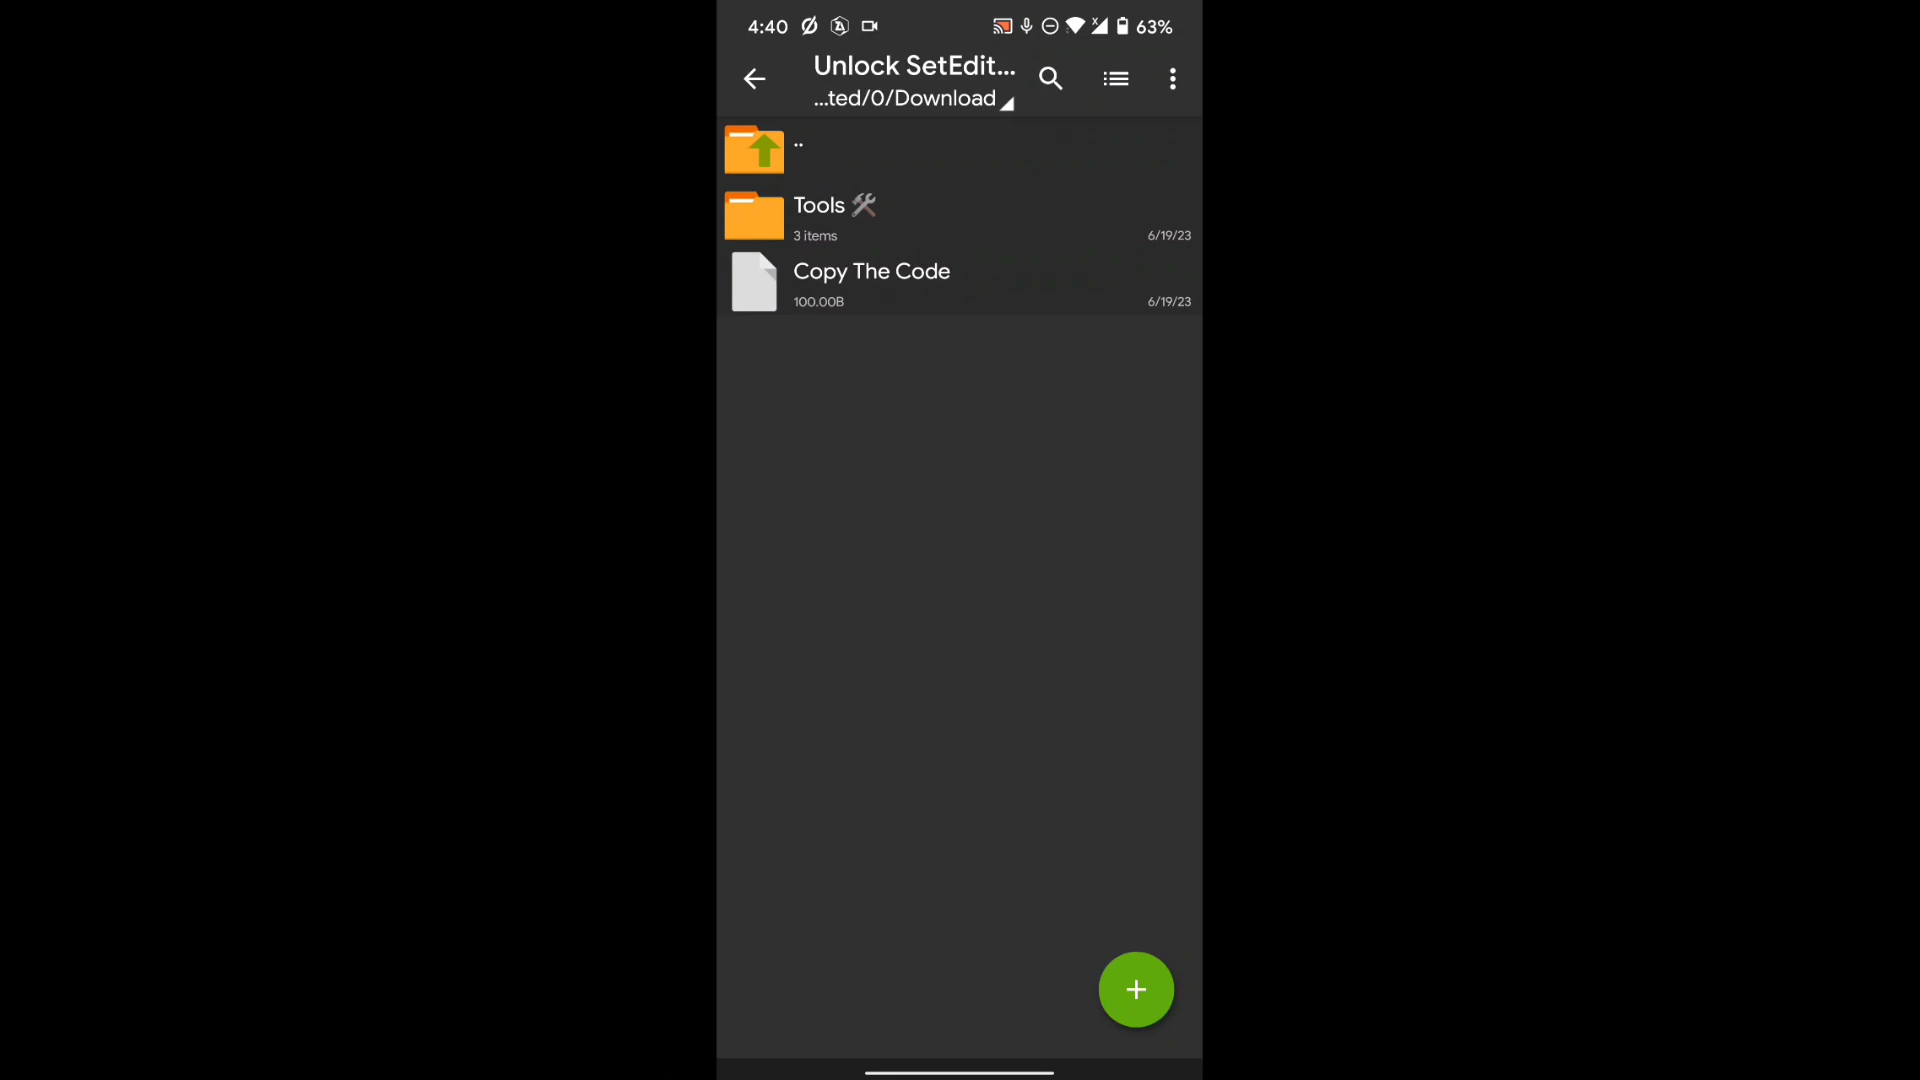 4:40 63%
Unlock SetEdit...
...ted/0/Download
..
Tools 🛠
3 items 6/19/23
Copy The Code
100.00B 6/19/23